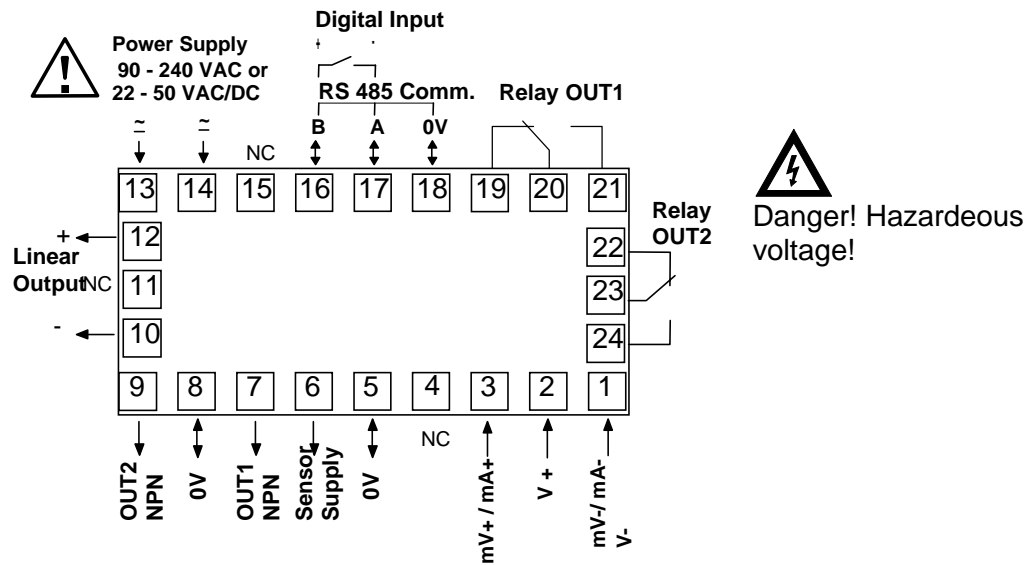 Digital Input
Power Supply
90 - 240 VAC or
22 - 50 VAC/DC
RS 485 Comm.
Relay OUT1
B A 0V
NC
13 14 15 16 17 18 19 20 21
Relay
OUT2
Danger! Hazardeous
voltage!
+
12
22
Linear
Output
NC
11
23
-
10
24
9 8 7 6 5 4 3 2 1
NC
OUT2
NPN
0V
OUT1
NPN
Sensor
Supply
0V
mV+ / mA+
V +
mV-/ mA-
V-